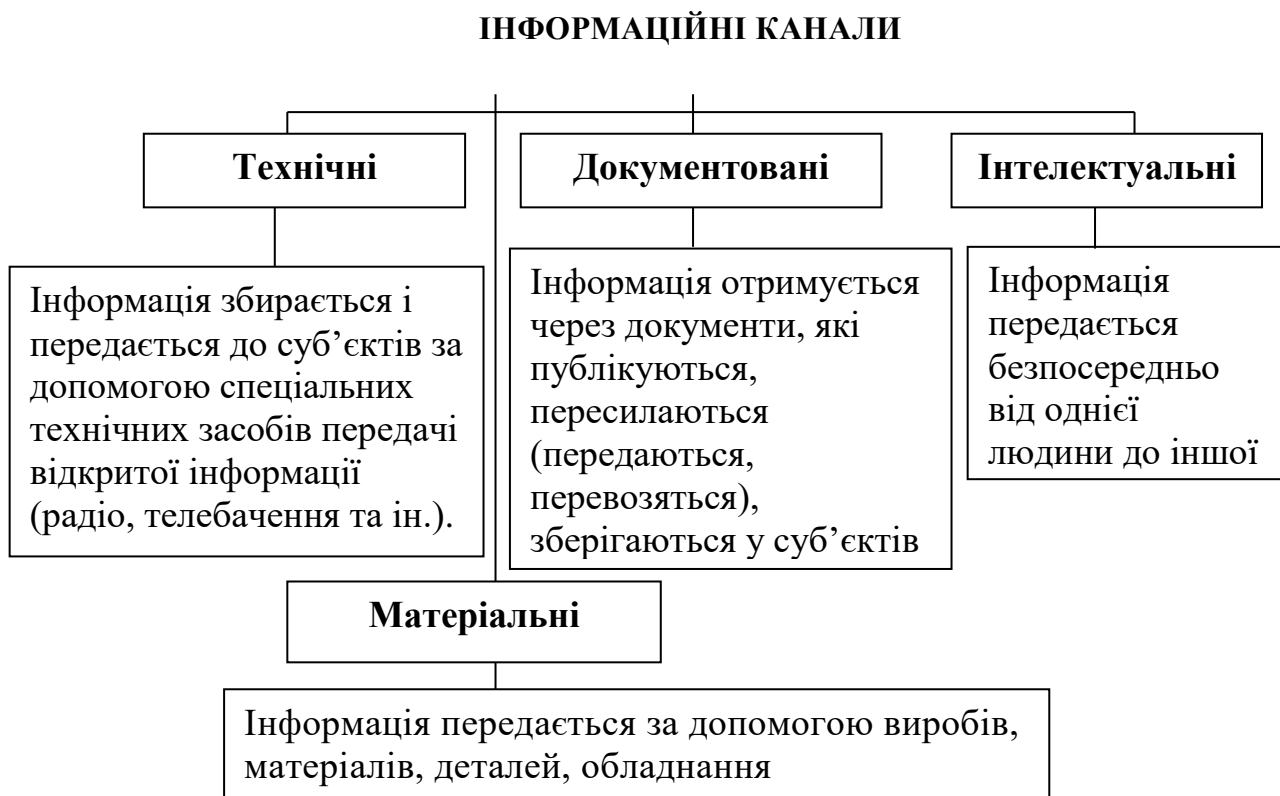 ІНФОРМАЦІЙНІ КАНАЛИ
Технічні
Документовані
Інтелектуальні
Інформація збирається і
передається до суб’єктів за
допомогою спеціальних
технічних засобів передачі
відкритої інформації
(радіо, телебачення та ін.).
Інформація отримується
через документи, які
публікуються,
пересилаються
(передаються,
перевозяться),
зберігаються у суб’єктів
Інформація
передається
безпосередньо
від однієї
людини до іншої
Матеріальні
Інформація передається за допомогою виробів,
матеріалів, деталей, обладнання